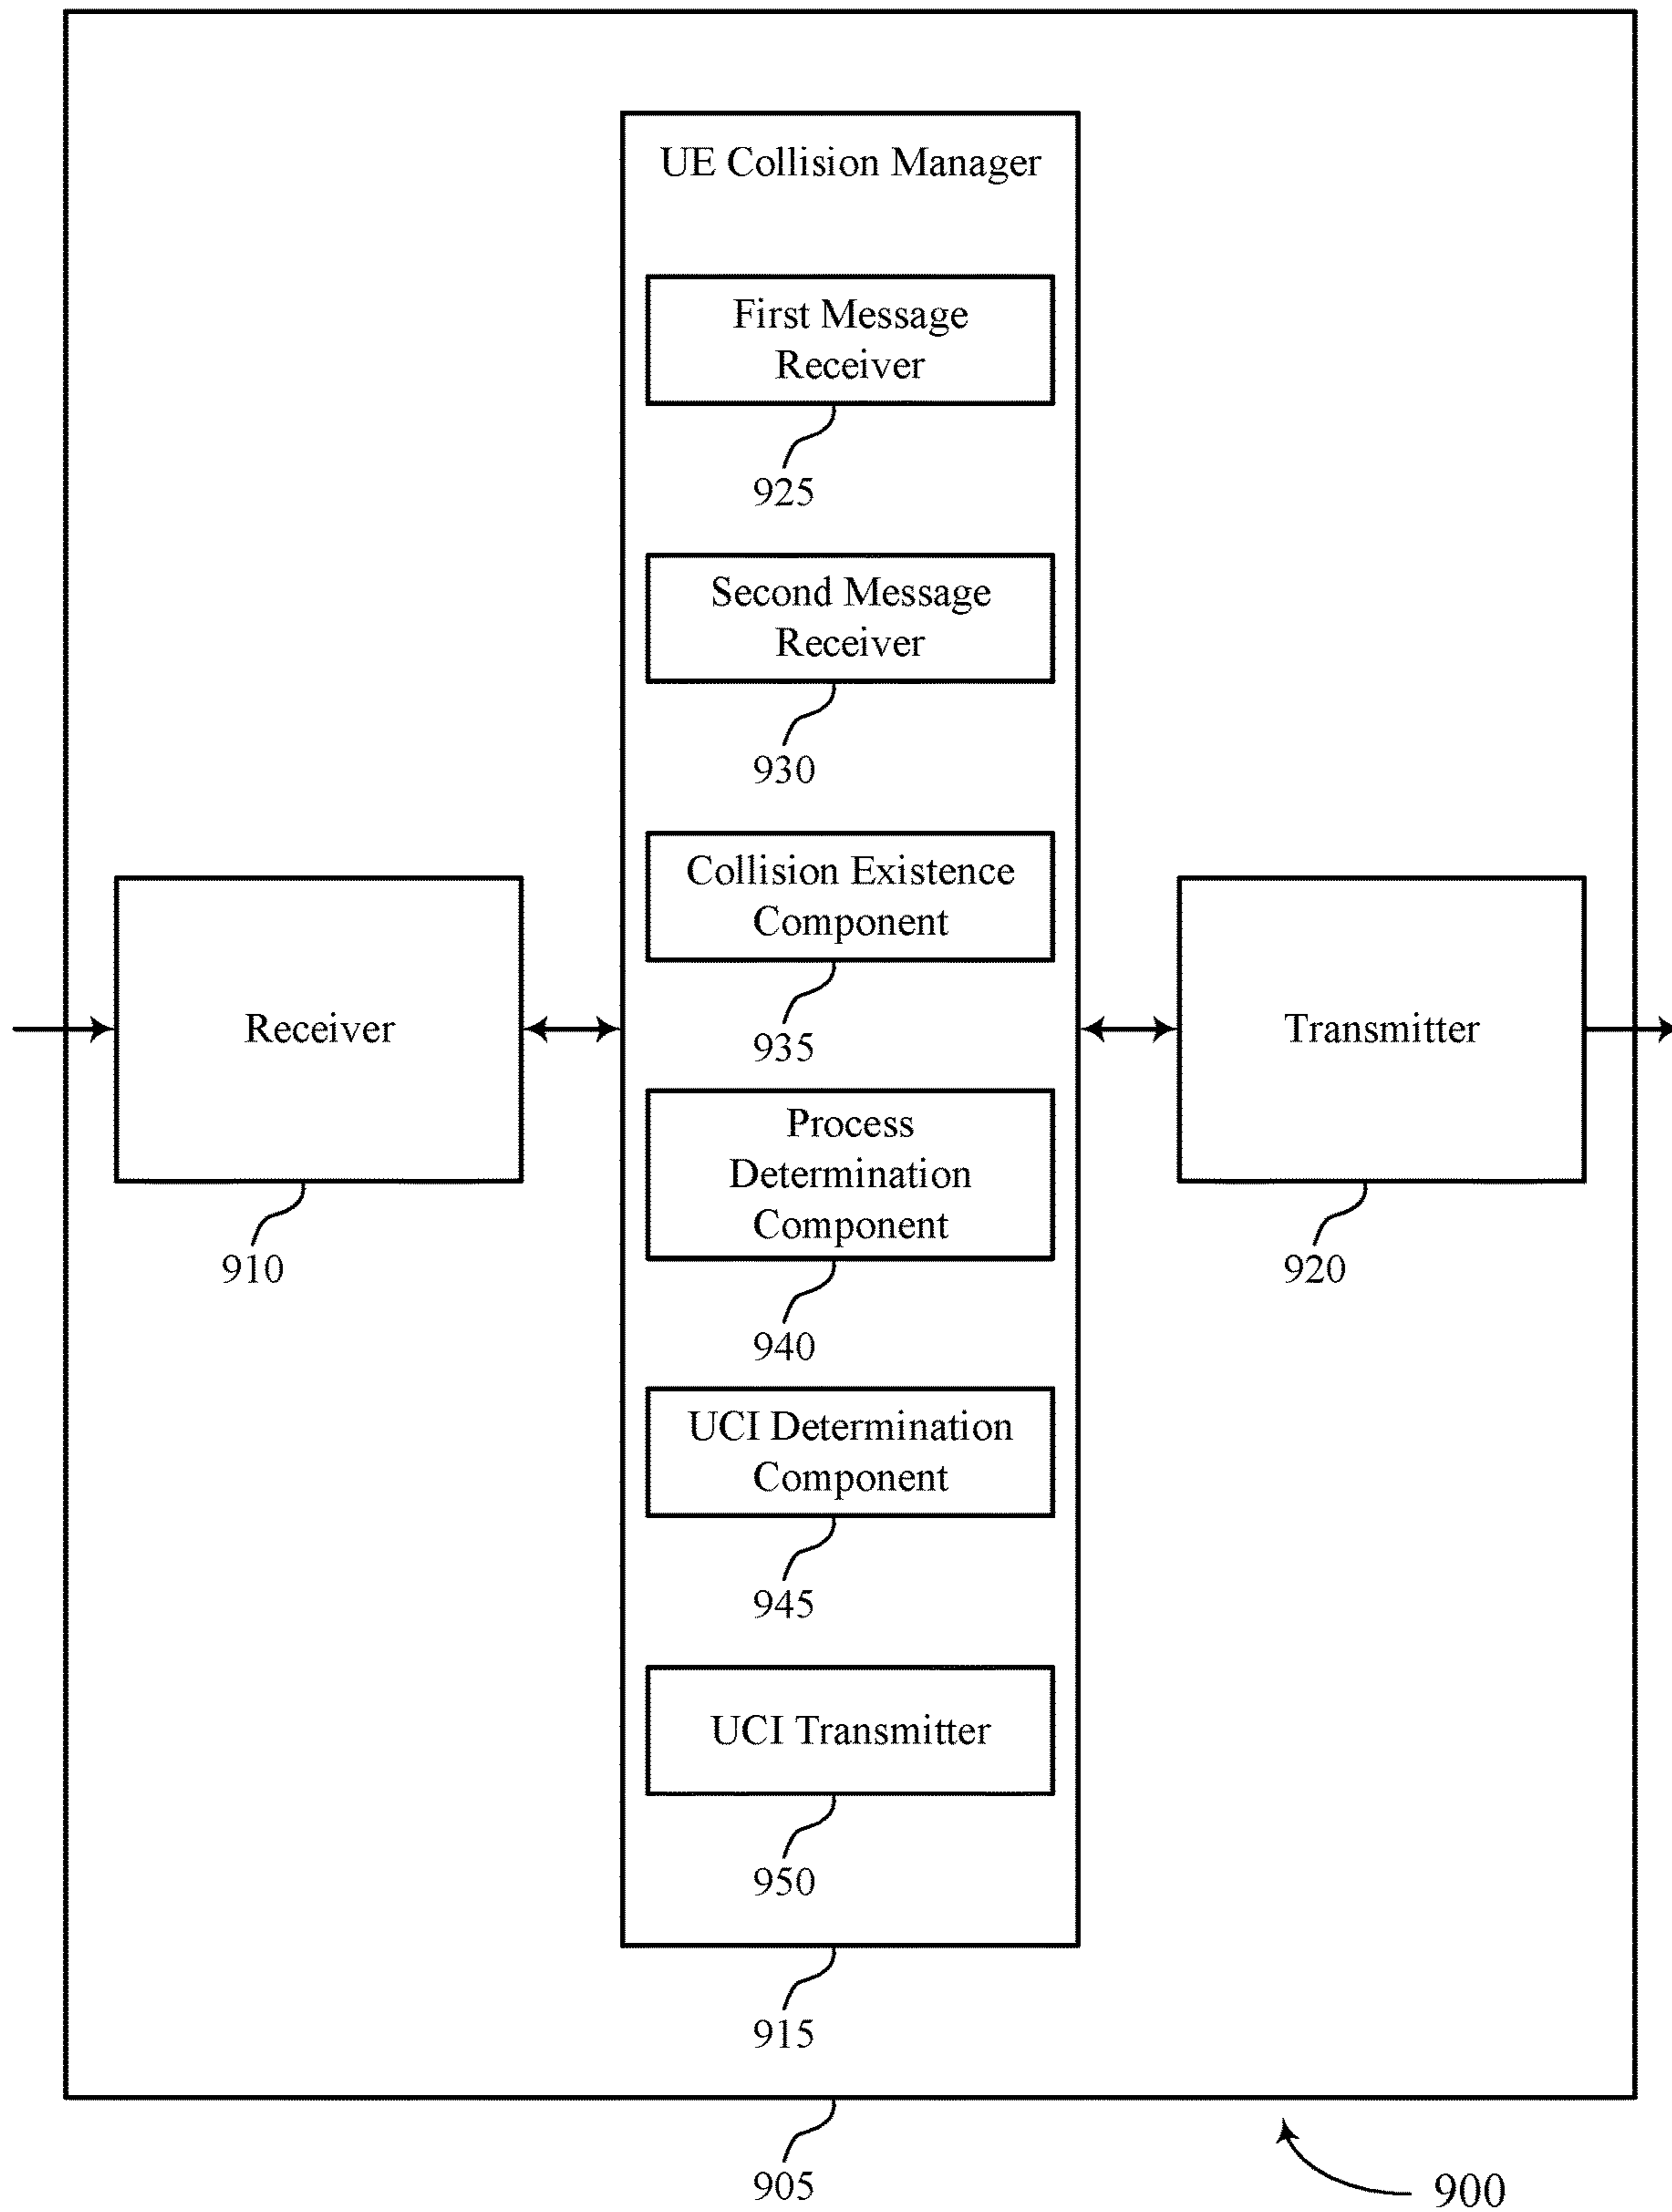 UE Collision Manager
First Message
Receiver
925
Second Message
Receiver
930
Collision Existence
Component
935
Receiver
910
Transmitter
920
Process
Determination
Component
940
UCI Determination
Component
945
UCI Transmitter
950
915
905
900